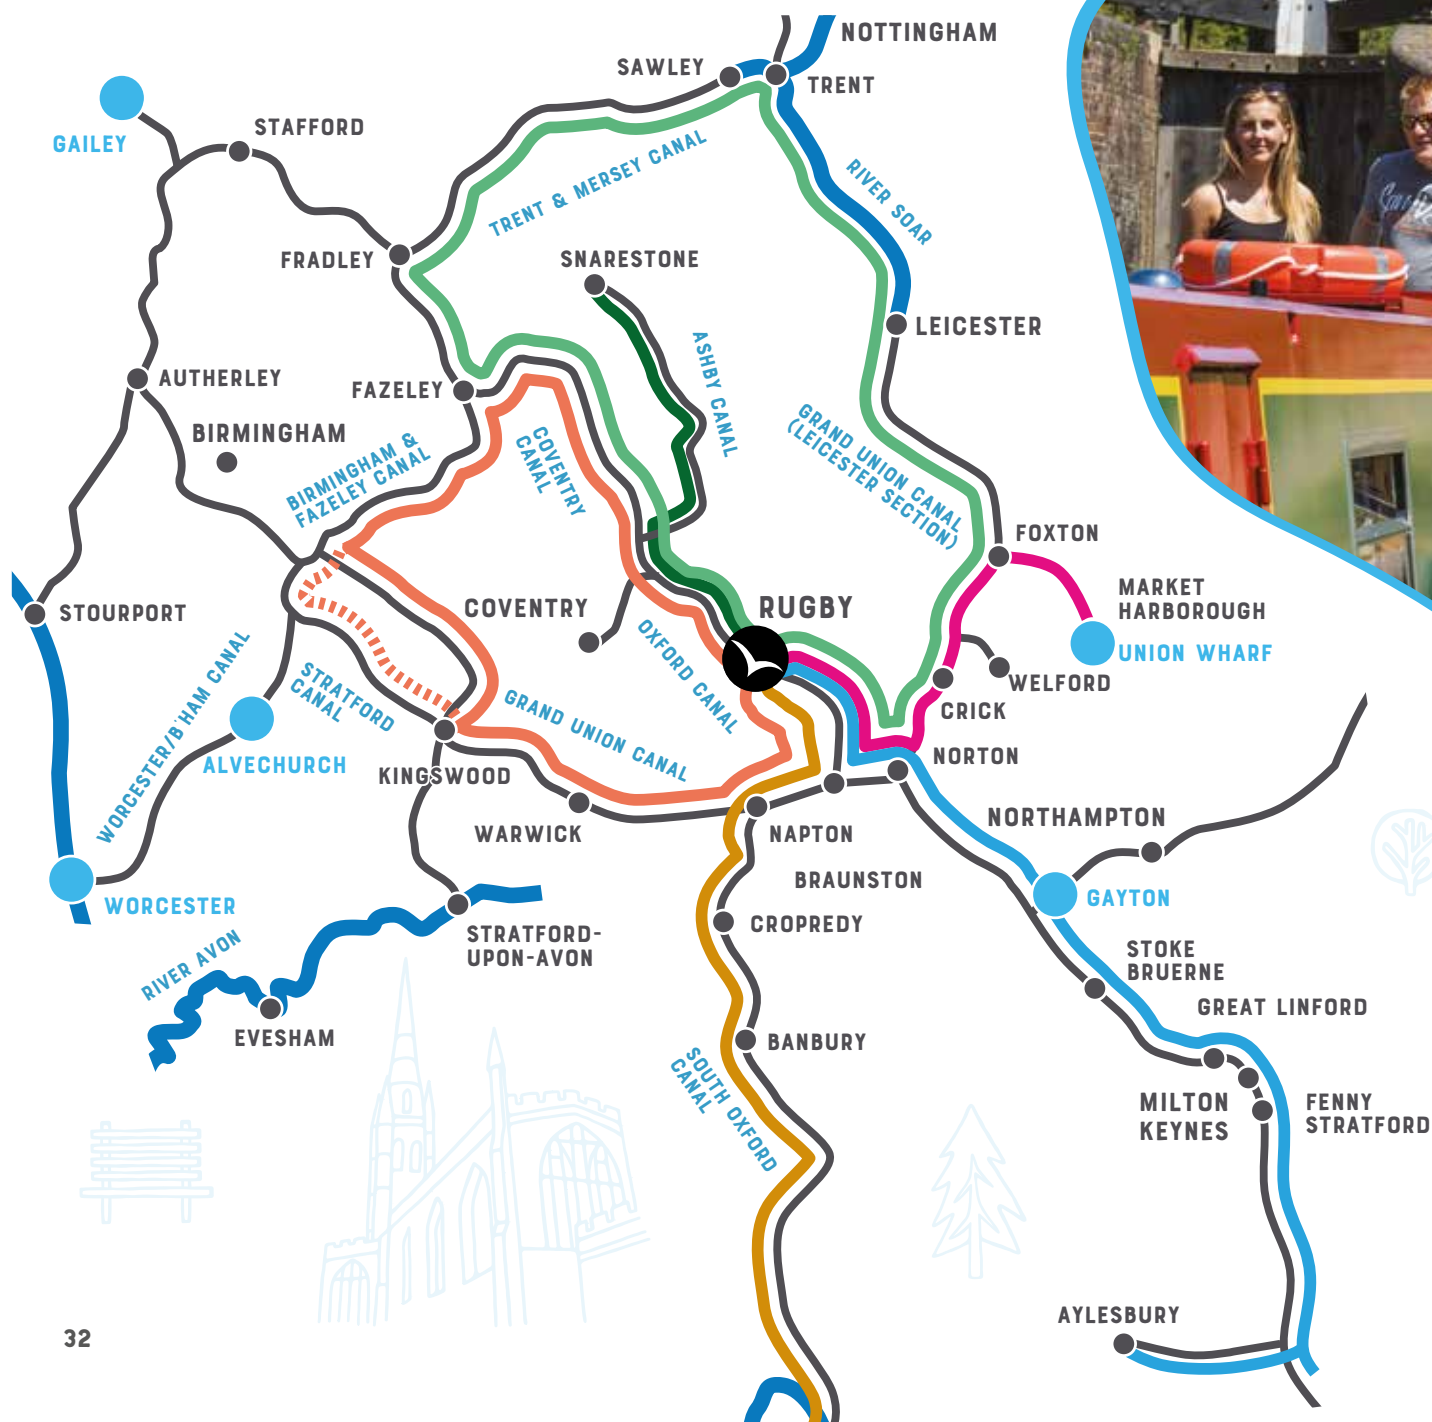 NOTTINGHAM
SAWLEY
TRENT
GAILEY
STAFFORD
TRENT & MERSEY CANAL
RIVER SOAR
FRADLEY
SNARESTONE
LEICESTER
ASHBY CANAL
AUTHERLEY
FAZELEY
BIRMINGHAM
BIRMINGHAM &
FAZELEY CANAL
COVENTRY
CANAL
GRAND UNION CANAL
(LEICESTER SECTION)
FOXTON
MARKET
HARBOROUGH
UNION WHARF
STOURPORT
COVENTRY
RUGBY
OXFORD CANAL
WELFORD
CRICK
WORCESTER/B'HAM CANAL
STRATFORD
CANAL
GRAND UNION CANAL
ALVECHURCH
KINGSWOOD
NORTON
WARWICK
NAPTON
NORTHAMPTON
BRAUNSTON
GAYTON
WORCESTER
CROPREDY
STRATFORD-
UPON-AVON
RIVER AVON
STOKE
BRUERNE
GREAT LINFORD
EVESHAM
BANBURY
SOUTH OXFORD
CANAL
MILTON
KEYNES
FENNY
STRATFORD
AYLESBURY
32